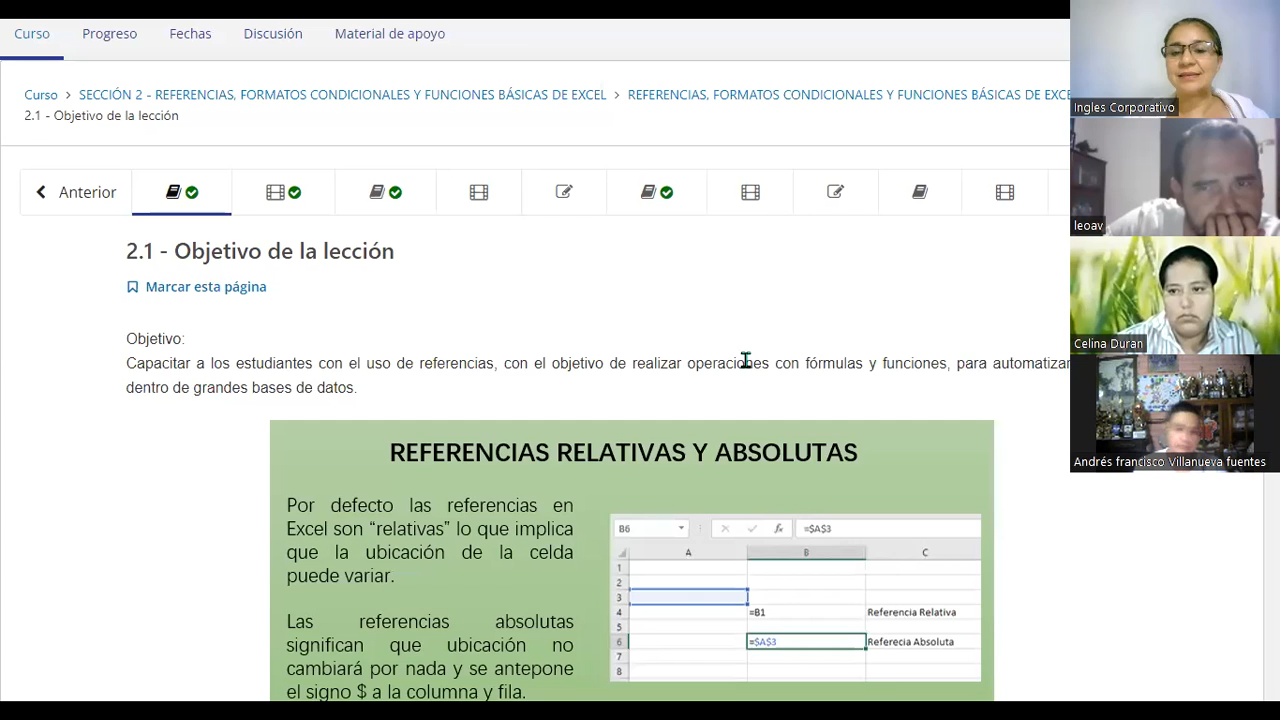 Curso Progreso Fechas Discusión Material de apoyo
Curso > SECCIÓN 2 - REFERENCIAS, FORMATOS CONDICIONALES Y FUNCIONES BÁSICAS DE EXCEL > REFERENCIAS, FORMATOS CONDICIONALES Y FUNCIONES BÁSICAS DE EXCE
2.1 - Objetivo de la lección
Anterior
2.1 - Objetivo de la lección
Marcar esta página
Objetivo:
Capacitar a los estudiantes con el uso de referencias, con el objetivo de realizar operaciones con fórmulas y funciones, para automatizar
dentro de grandes bases de datos.
REFERENCIAS RELATIVAS Y ABSOLUTAS
Por defecto las referencias en
Excel son “relativas” lo que implica
que la ubicación de la celda
puede variar.
Las referencias absolutas
significan que ubicación no
cambiará por nada y se antepone
el signo $ a la columna y fila.
B6 fx =$A$3
A B C
1
2
3
4 =B1 Referencia Relativa
5
6 =$A$3 Referecia Absoluta
7
8
Ingles Corporativo
leoav
Celina Duran
Andrés francisco Villanueva fuentes